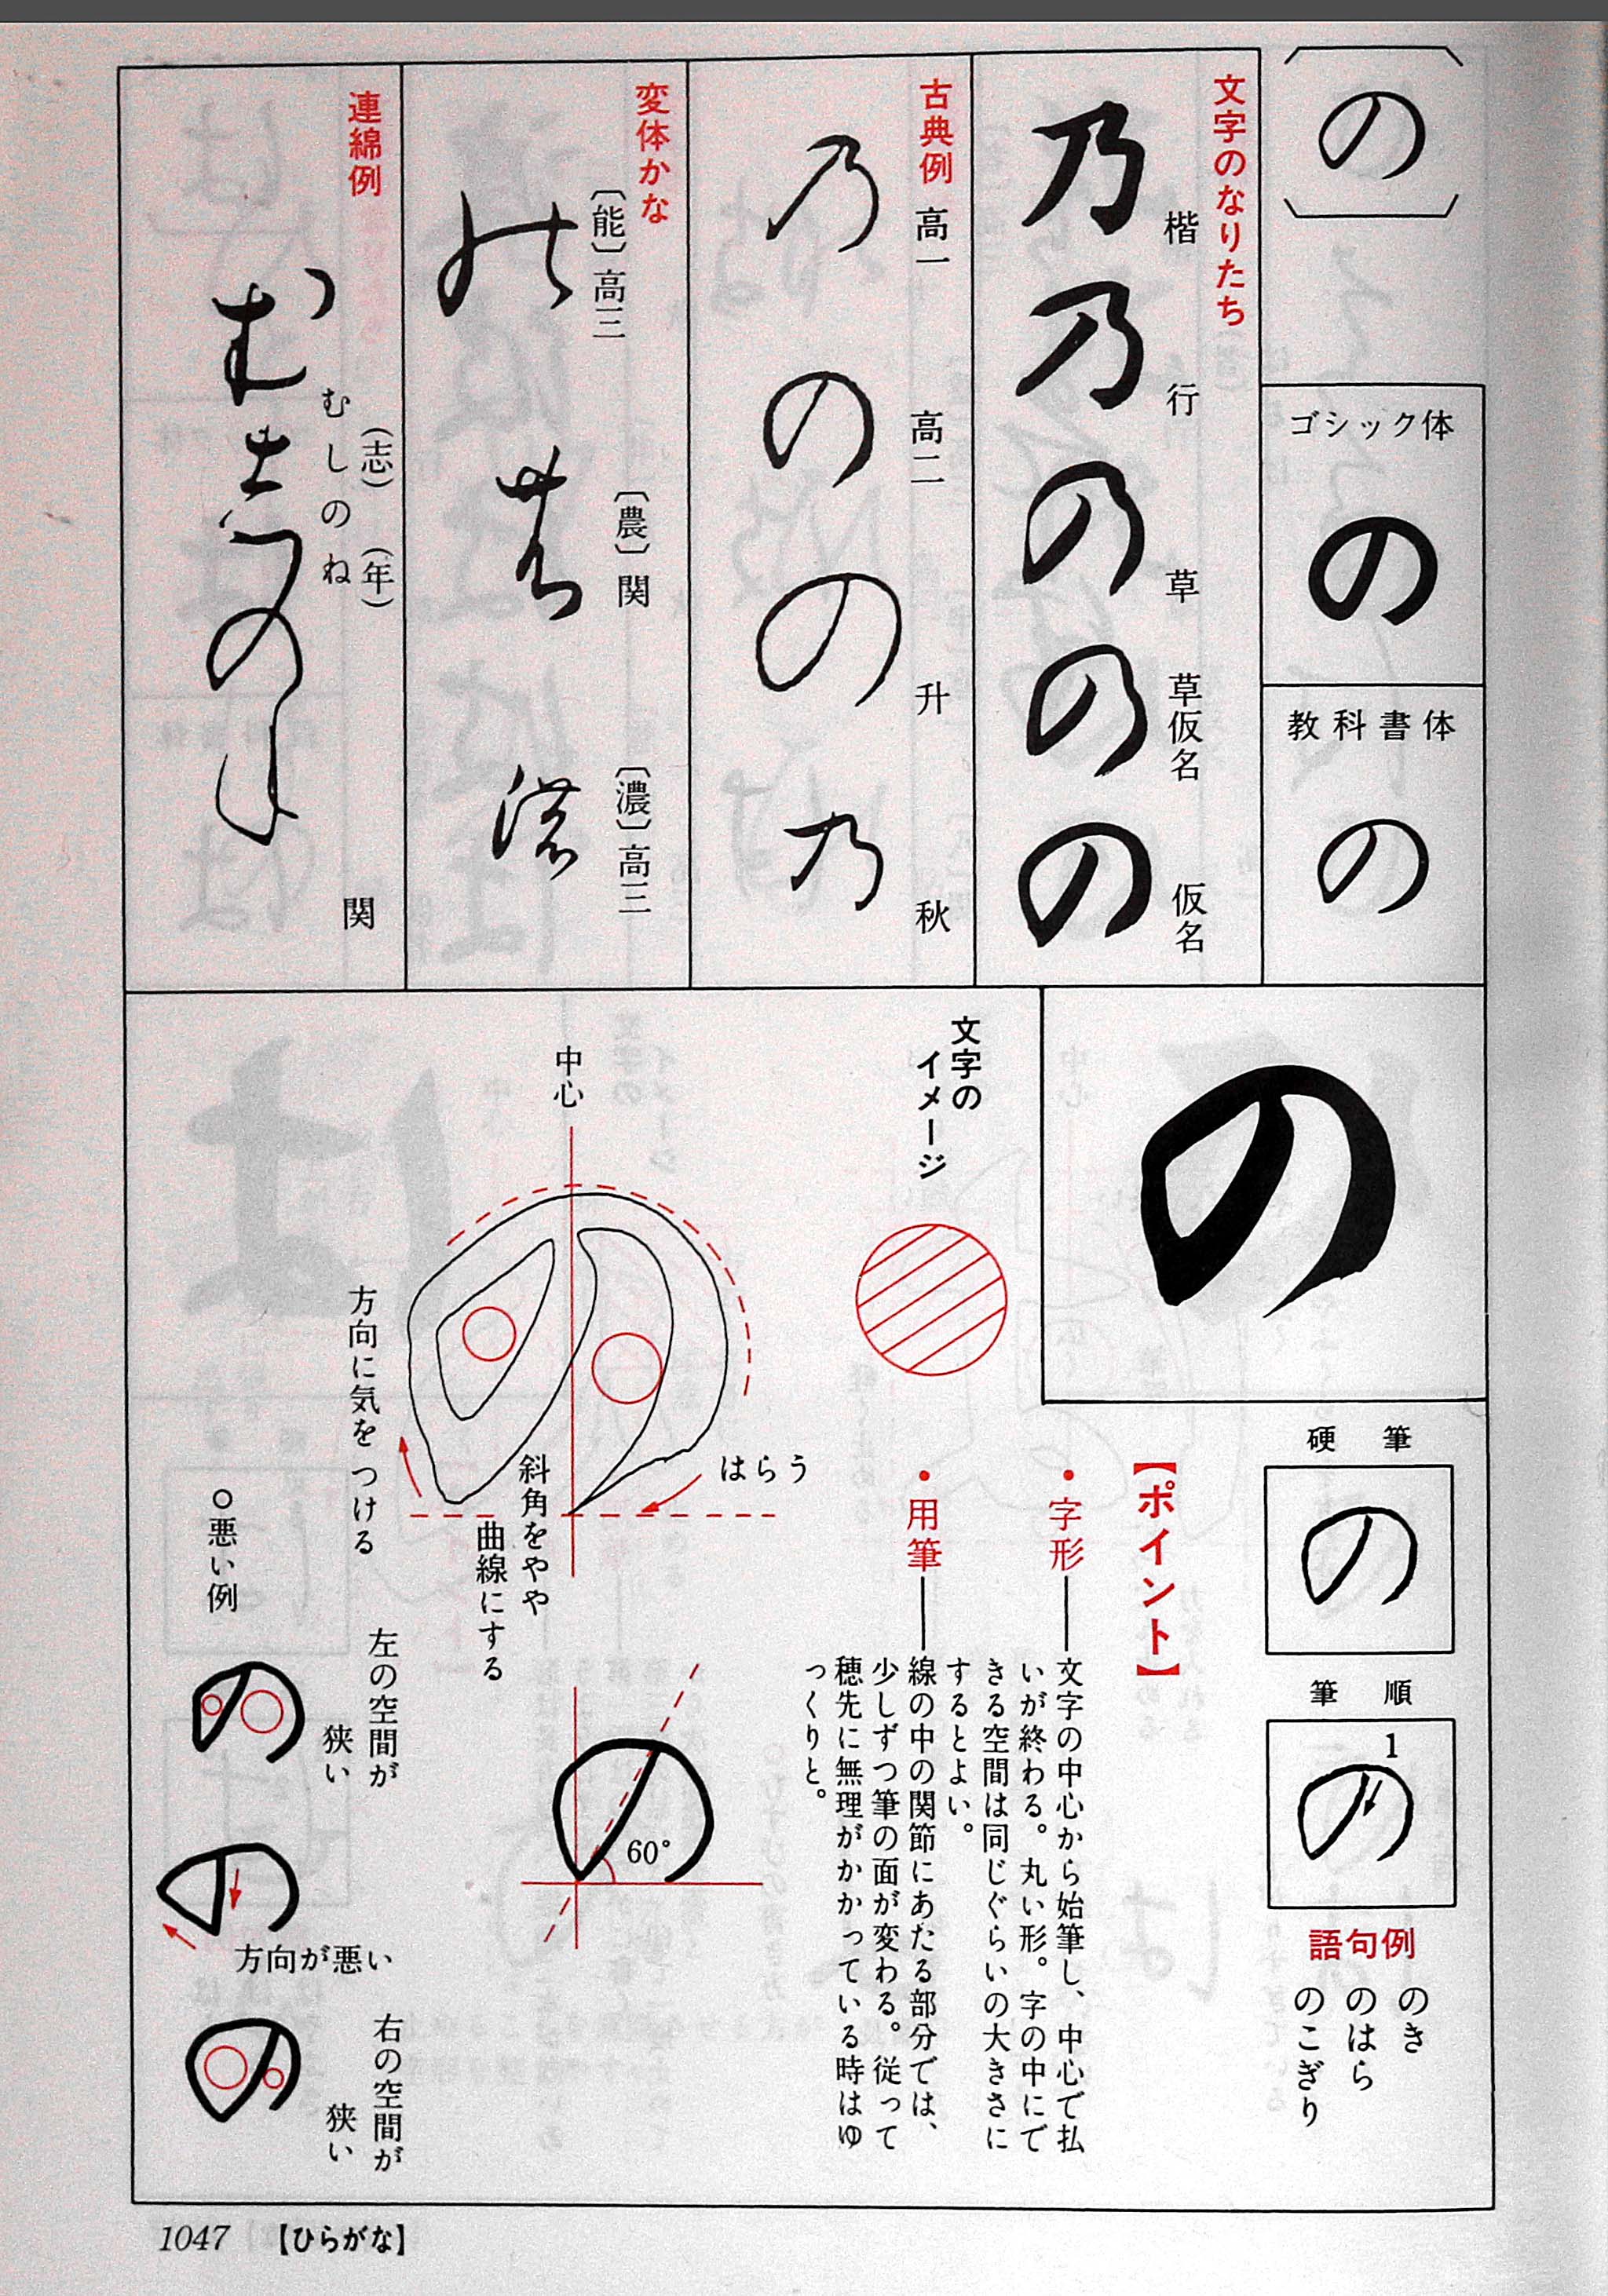 〔の〕
ゴシック体
の
教科書体
の
文字のなりたち
乃 楷
乃 行
の 草
の 草仮名
の 仮名
古典例
高一
高二
升
秋
変体かな
〔能〕高三
〔農〕関
〔濃〕高三
連綿例
むしのね
(志) (年)
関
の
硬筆
の
筆順
の
1
語句例
のき
のはら
のこぎり
【ポイント】
・字形――文字の中心から始筆し、中心で払
いが終わる。丸い形。字の中にで
きる空間は同じぐらいの大きさに
するとよい。
・用筆――線の中の関節にあたる部分では、
少しずつ筆の面が変わる。従って
穂先に無理がかかっている時はゆ
っくりと。
文字の
イメージ
中心
はらう
斜角をやや
曲線にする
方向に気をつける
60°
○悪い例
左の空間が
狭い
方向が悪い
右の空間が
狭い
1047 【ひらがな】